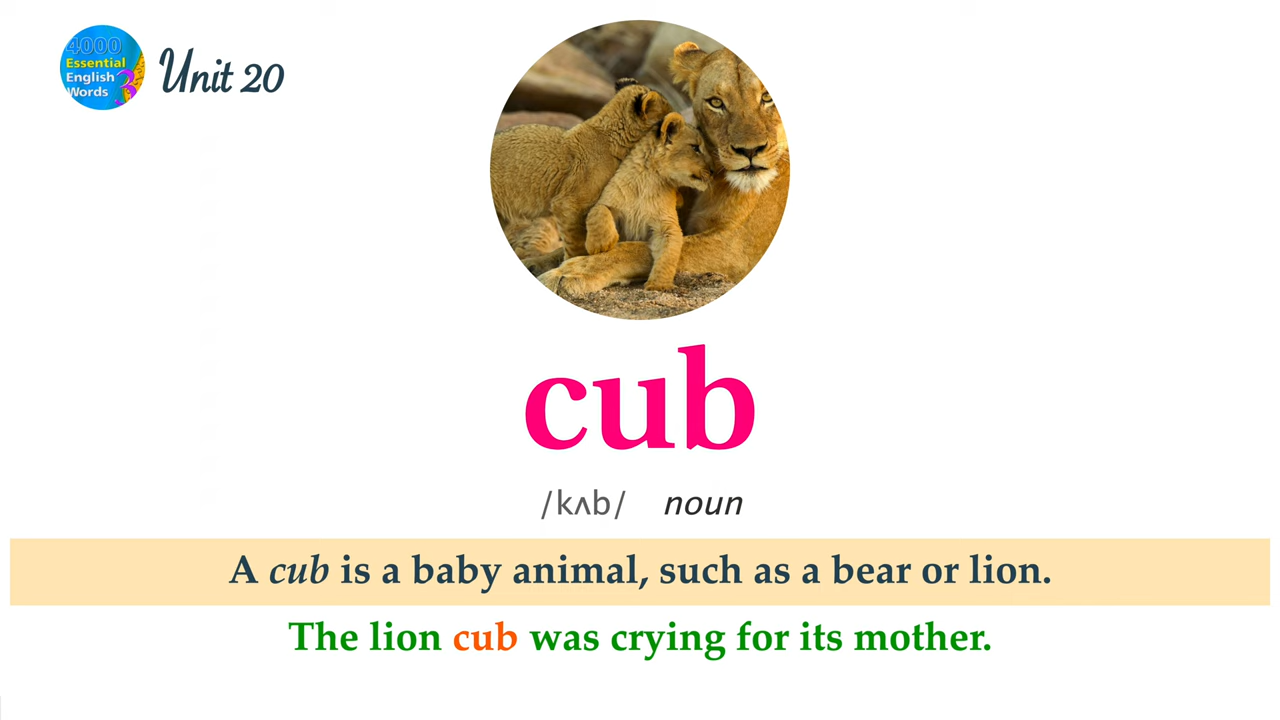 4000
Essential
English
Words 3
Unit 20
cub
/kʌb/ noun
A cub is a baby animal, such as a bear or lion.
The lion cub was crying for its mother.